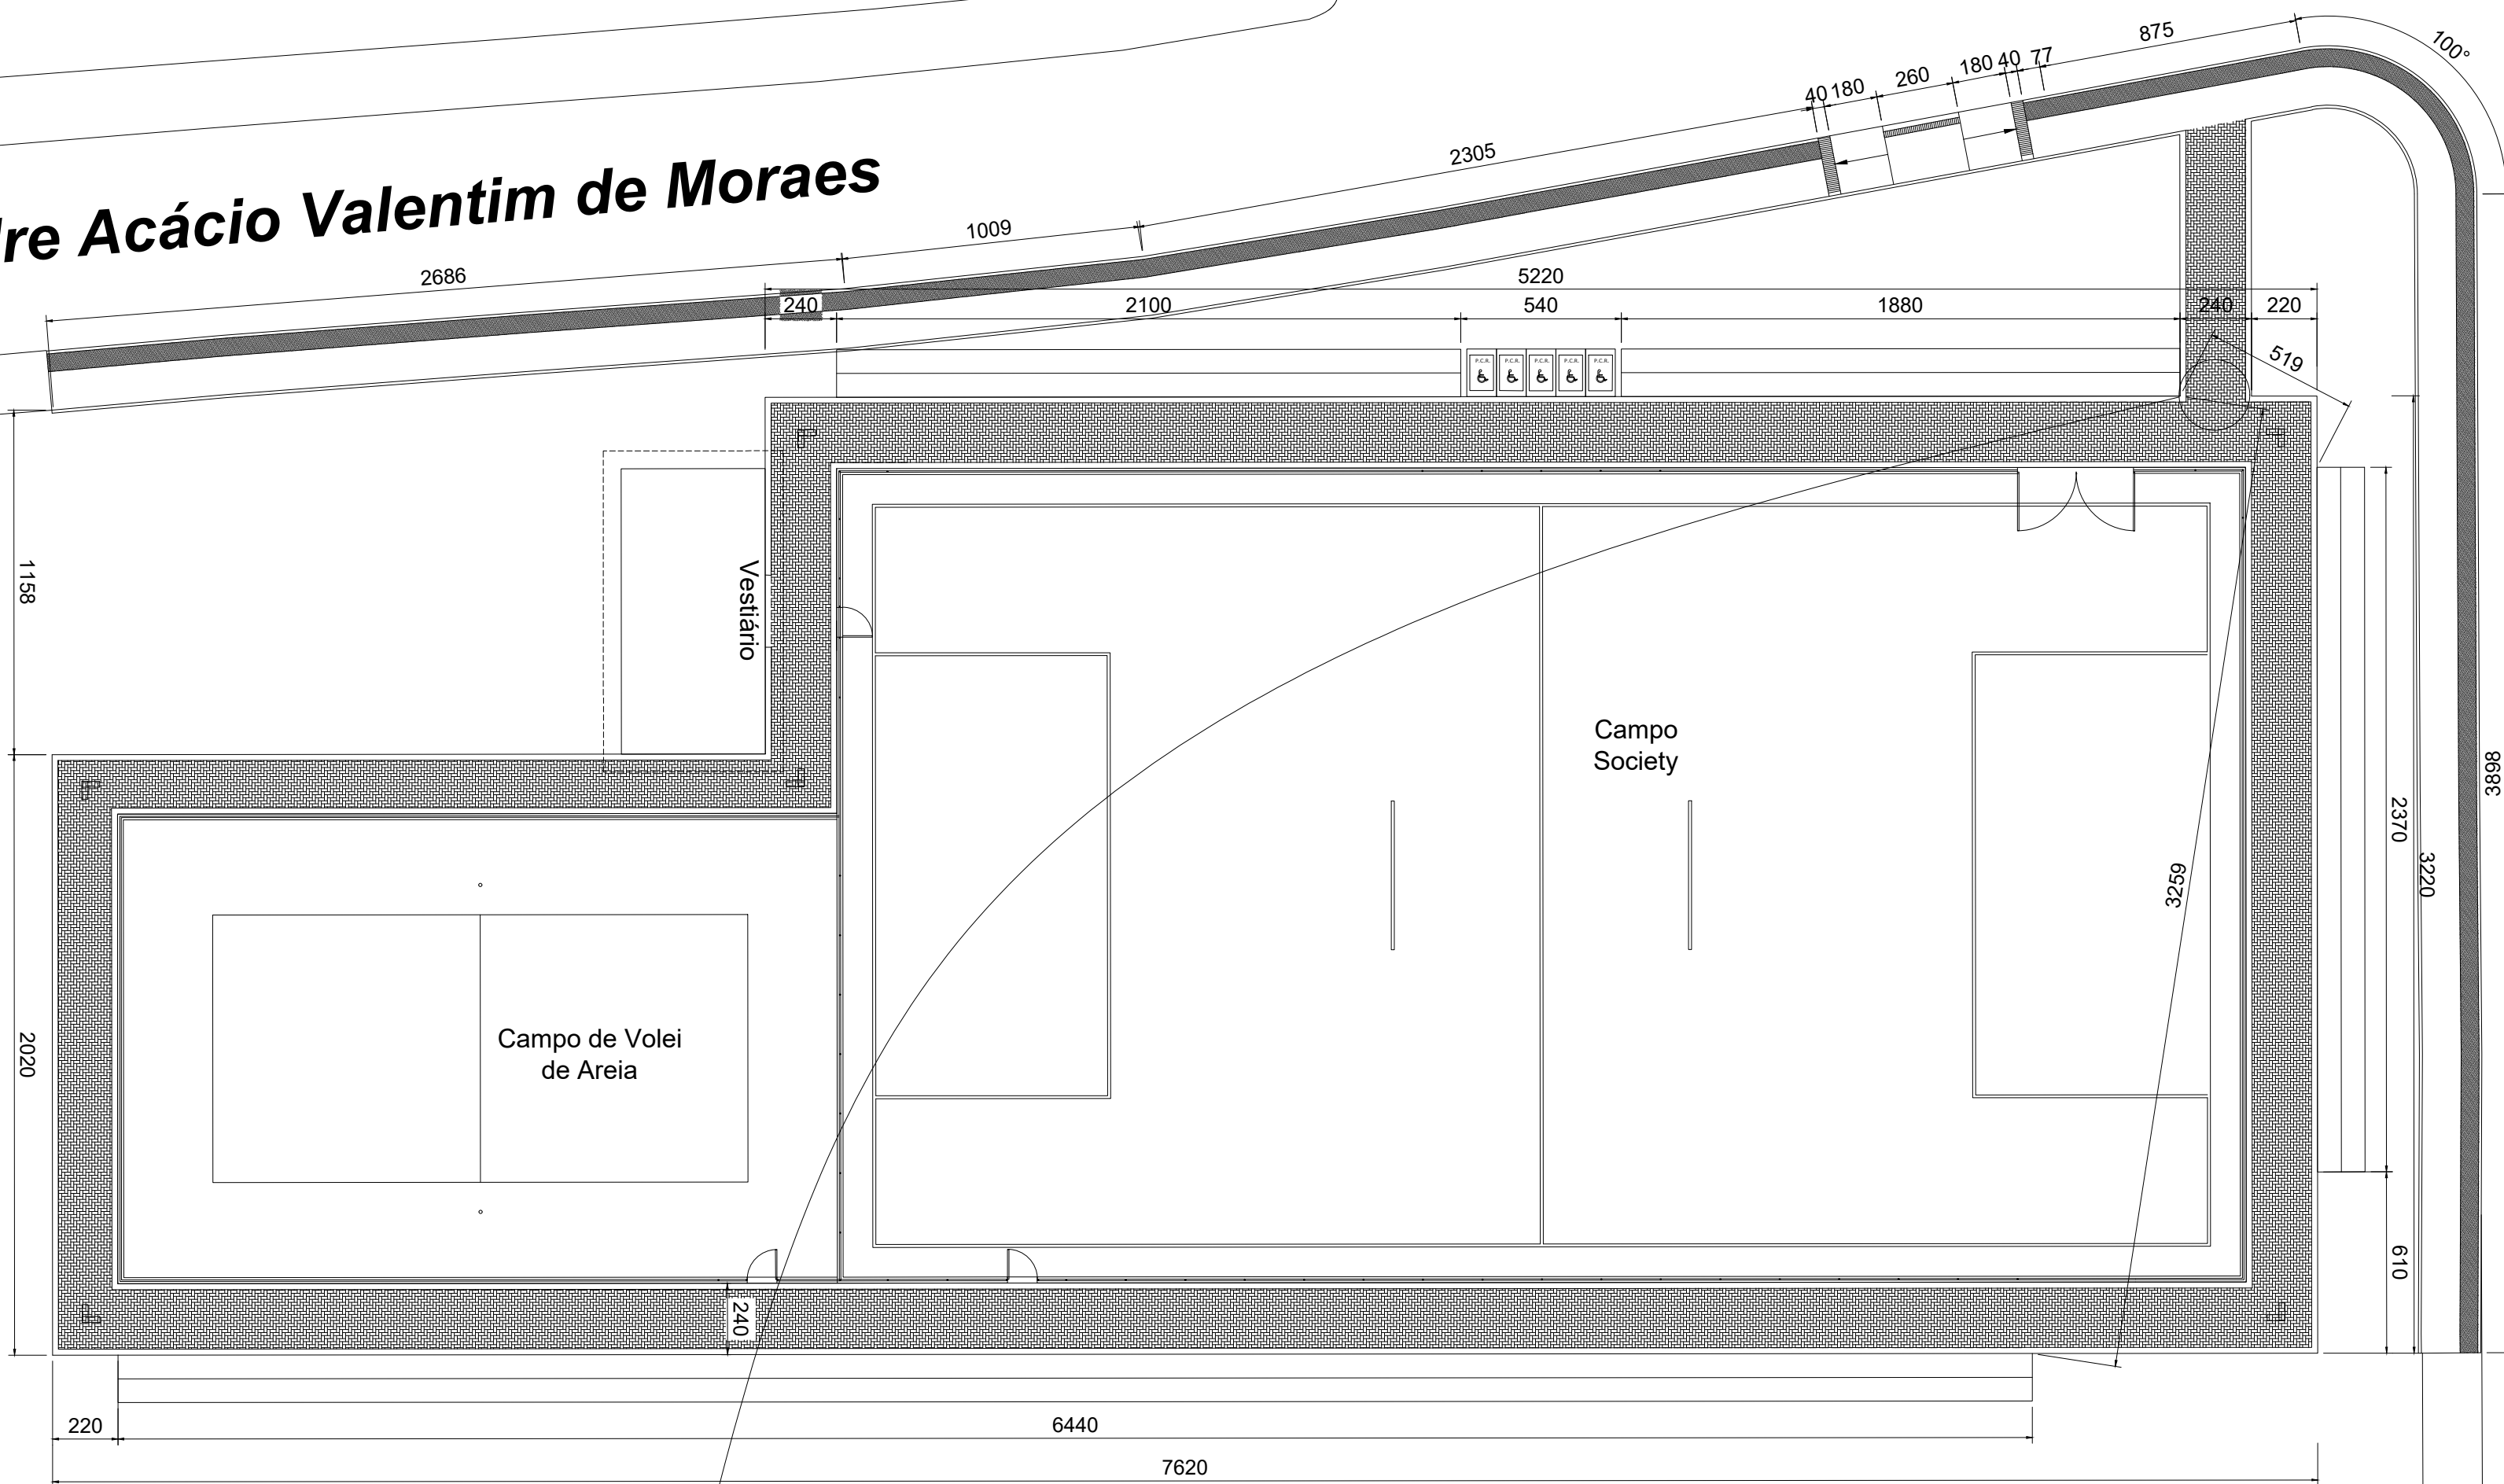 875
100°
180
40
77
260
40
180
2305
dre Acácio Valentim de Moraes
1009
2686
5220
240
2100
540
1880
240
220
519
P.C.R.
P.C.R.
P.C.R.
P.C.R.
P.C.R.
1158
Vestiário
Campo
Society
3898
2370
3220
3259
Campo de Volei
de Areia
2020
610
240
220
6440
7620